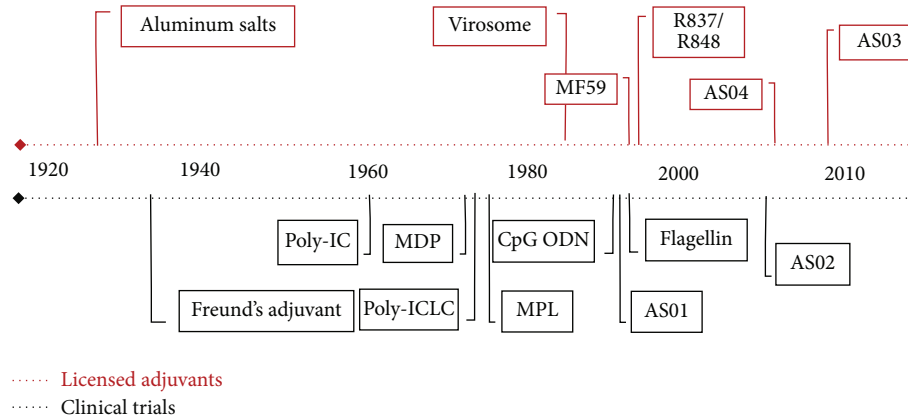 Aluminum salts
Virosome
R837/
R848
AS03
MF59
AS04
1920
1940
1960
1980
2000
2010
Poly-IC
MDP
CpG ODN
Flagellin
AS02
Freund's adjuvant
Poly-ICLC
MPL
AS01
Licensed adjuvants
Clinical trials